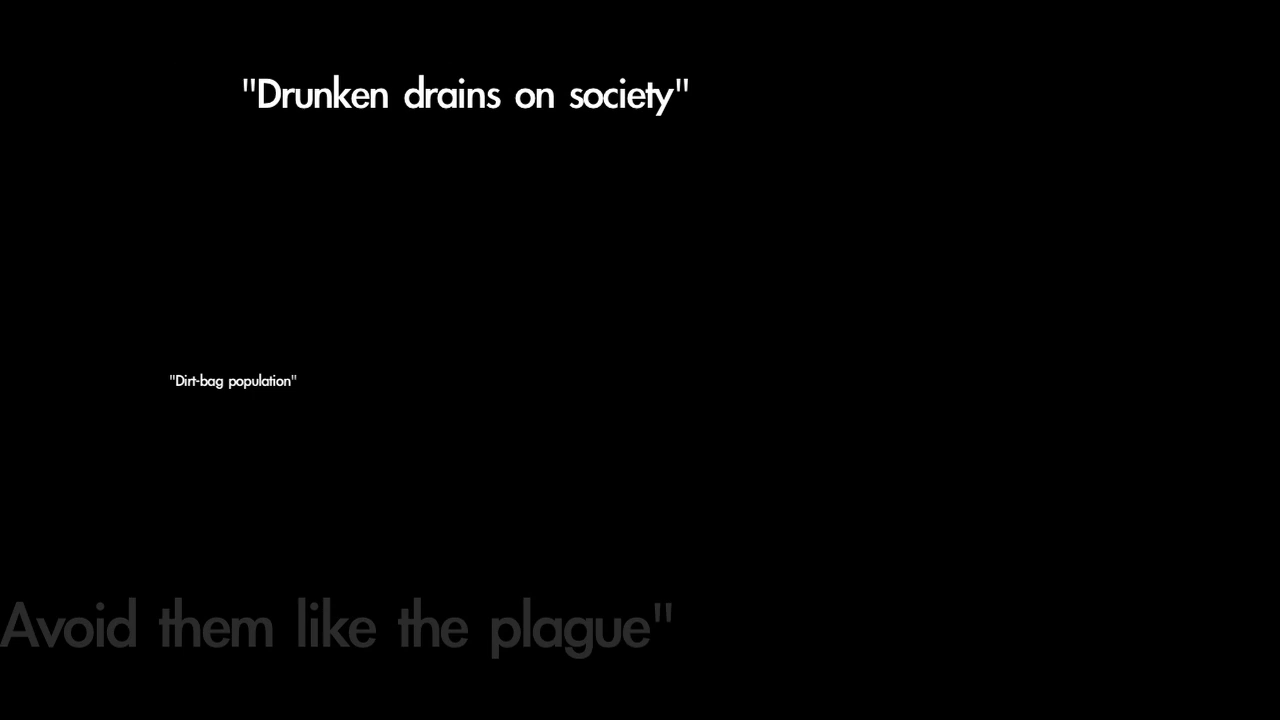 "Drunken drains on society"
"Dirt-bag population"
Avoid them like the plague"